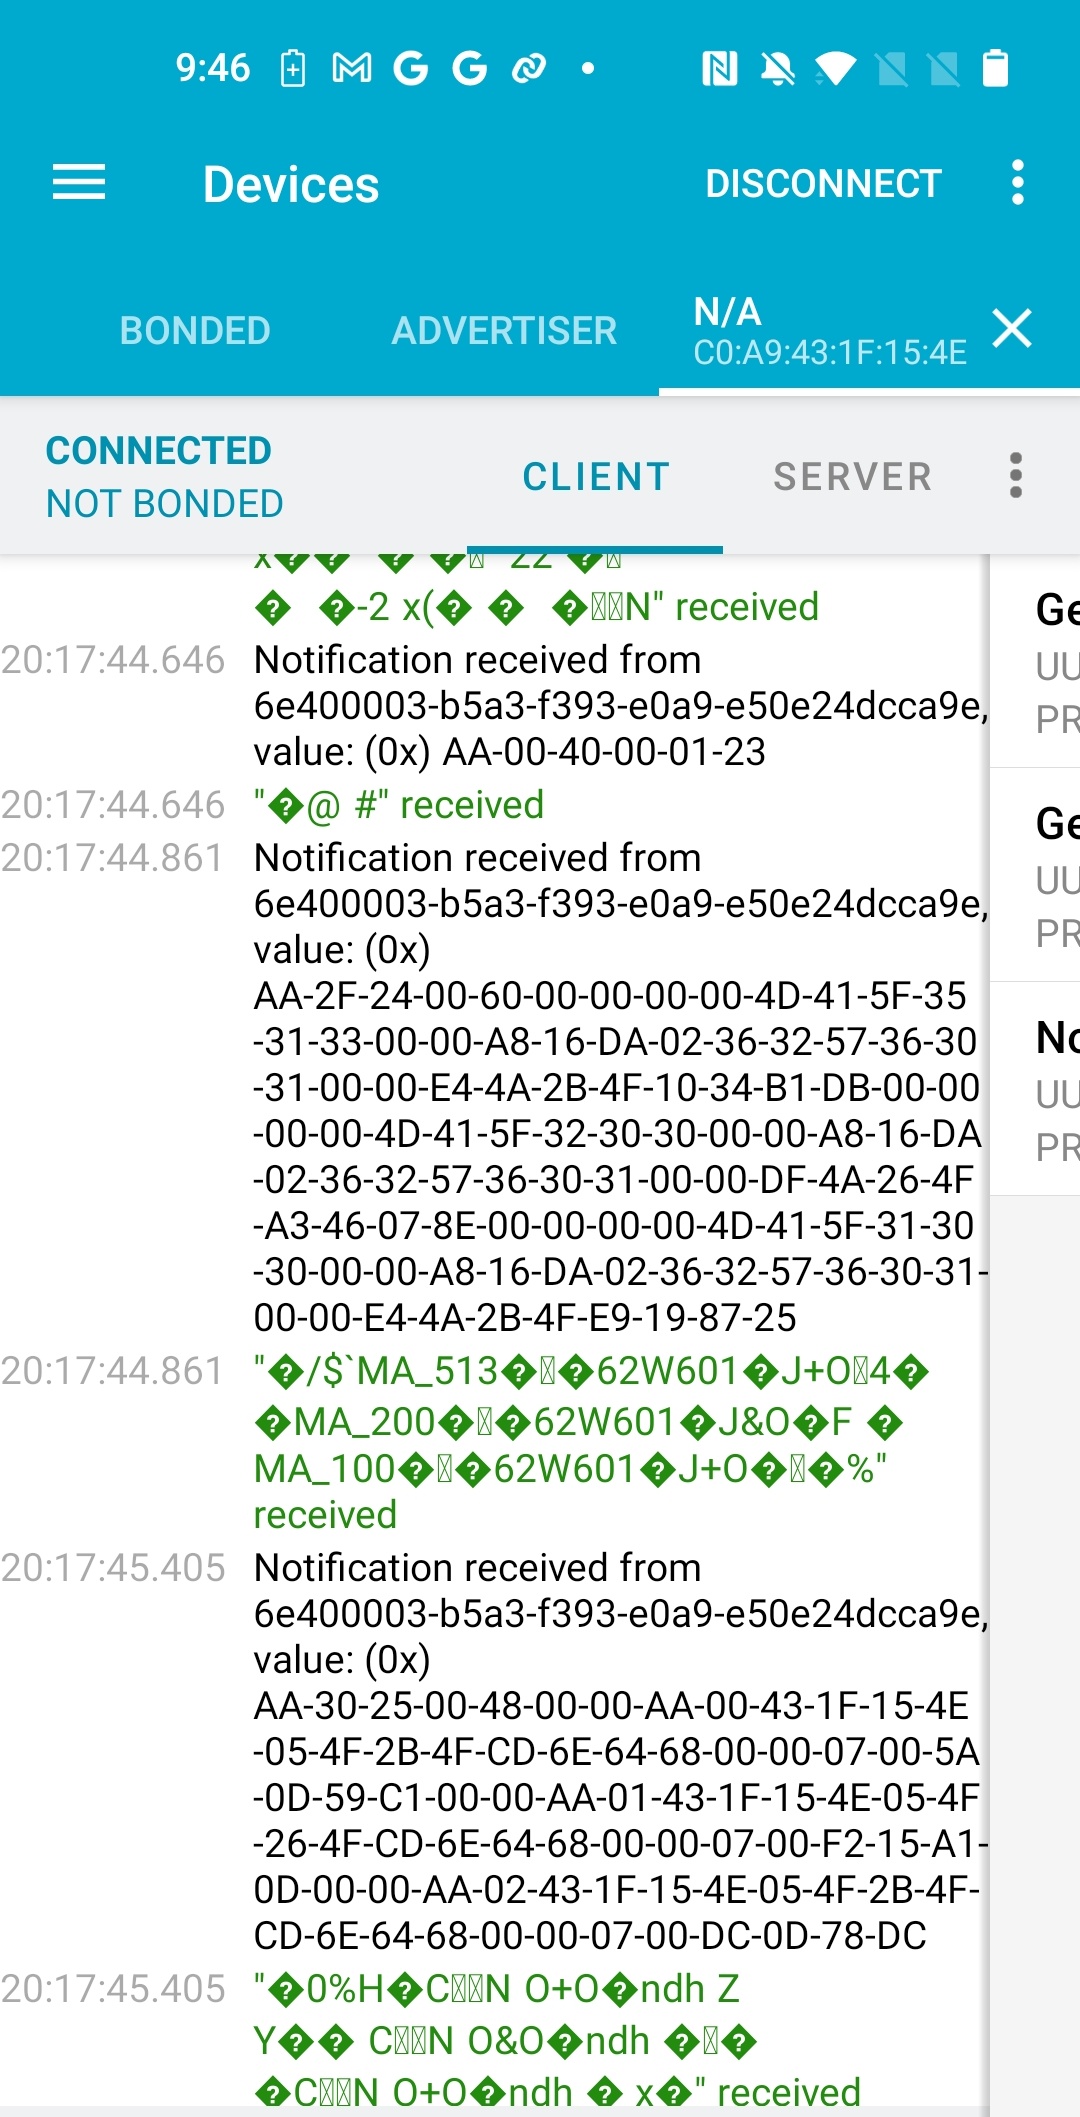 9:46
Devices
DISCONNECT
BONDED
ADVERTISER
N/A
C0:A9:43:1F:15:4E
CONNECTED
NOT BONDED
CLIENT
SERVER
� �-2 x(� � �N" received
20:17:44.646 Notification received from
6e400003-b5a3-f393-e0a9-e50e24dcca9e,
value: (0x) AA-00-40-00-01-23
20:17:44.646 "�@ #" received
20:17:44.861 Notification received from
6e400003-b5a3-f393-e0a9-e50e24dcca9e,
value: (0x)
AA-2F-24-00-60-00-00-00-00-4D-41-5F-35
-31-33-00-00-A8-16-DA-02-36-32-57-36-30
-31-00-00-E4-4A-2B-4F-10-34-B1-DB-00-00
-00-00-4D-41-5F-32-30-30-00-00-A8-16-DA
-02-36-32-57-36-30-31-00-00-DF-4A-26-4F
-A3-46-07-8E-00-00-00-00-4D-41-5F-31-30
-30-00-00-A8-16-DA-02-36-32-57-36-30-31-
00-00-E4-4A-2B-4F-E9-19-87-25
20:17:44.861 "�/$`MA_513��62W601�J+O4�
�MA_200��62W601�J&O�F �
MA_100��62W601�J+O��%"
received
20:17:45.405 Notification received from
6e400003-b5a3-f393-e0a9-e50e24dcca9e,
value: (0x)
AA-30-25-00-48-00-00-AA-00-43-1F-15-4E
-05-4F-2B-4F-CD-6E-64-68-00-00-07-00-5A
-0D-59-C1-00-00-AA-01-43-1F-15-4E-05-4F
-26-4F-CD-6E-64-68-00-00-07-00-F2-15-A1-
0D-00-00-AA-02-43-1F-15-4E-05-4F-2B-4F-
CD-6E-64-68-00-00-07-00-DC-0D-78-DC
20:17:45.405 "�0%H�CN O+O�ndh Z
Y�� CN O&O�ndh ��
�CN O+O�ndh � x�" received
Ge
UU
PR
Ge
UU
PR
No
UU
PR